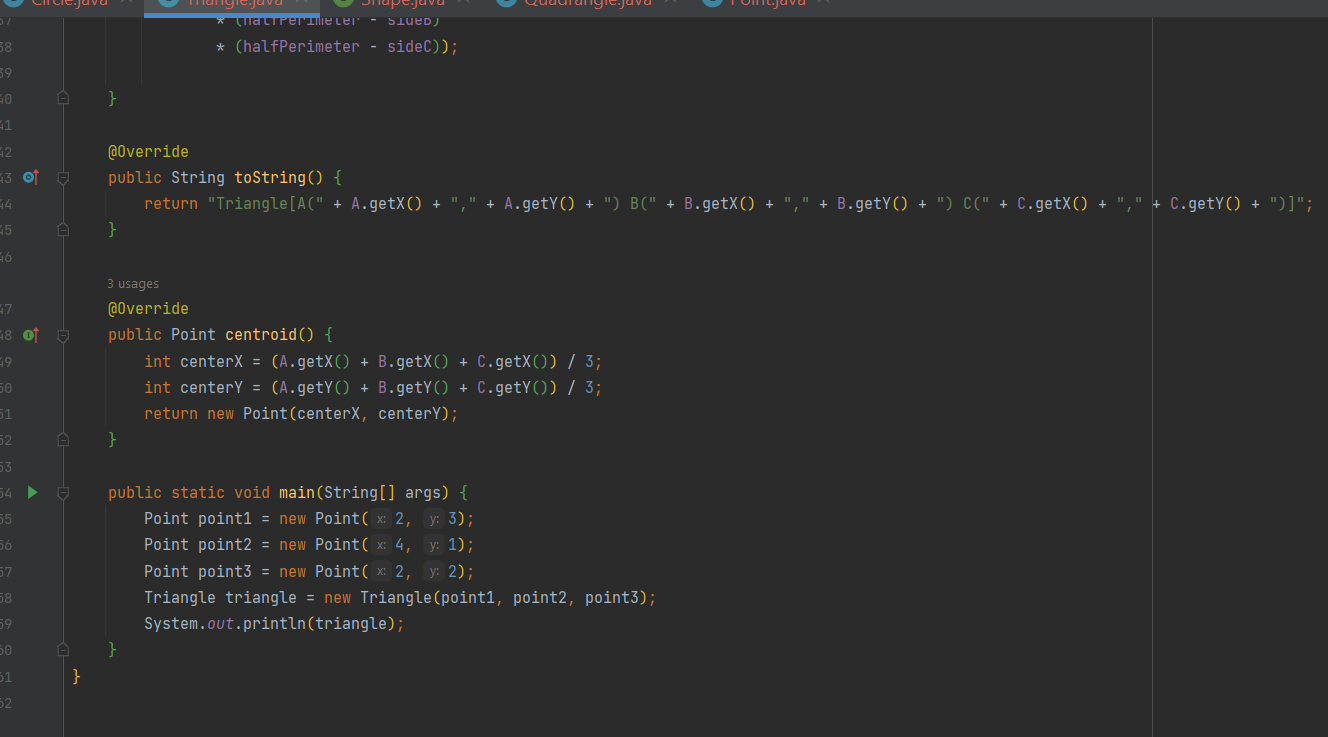 Circle.java Triangle.java Shape.java Quadrangle.java Point.java
37 * (halfPerimeter - sideB)
38 * (halfPerimeter - sideC));
39
40 }
41
42 @Override
43 public String toString() {
44 return "Triangle[A(" + A.getX() + "," + A.getY() + ") B(" + B.getX() + "," + B.getY() + ") C(" + C.getX() + "," + C.getY() + ")]";
45 }
46
3 usages
47 @Override
48 public Point centroid() {
49 int centerX = (A.getX() + B.getX() + C.getX()) / 3;
50 int centerY = (A.getY() + B.getY() + C.getY()) / 3;
51 return new Point(centerX, centerY);
52 }
53
54 public static void main(String[] args) {
55 Point point1 = new Point( x: 2, y: 3);
56 Point point2 = new Point( x: 4, y: 1);
57 Point point3 = new Point( x: 2, y: 2);
58 Triangle triangle = new Triangle(point1, point2, point3);
59 System.out.println(triangle);
60 }
61 }
62